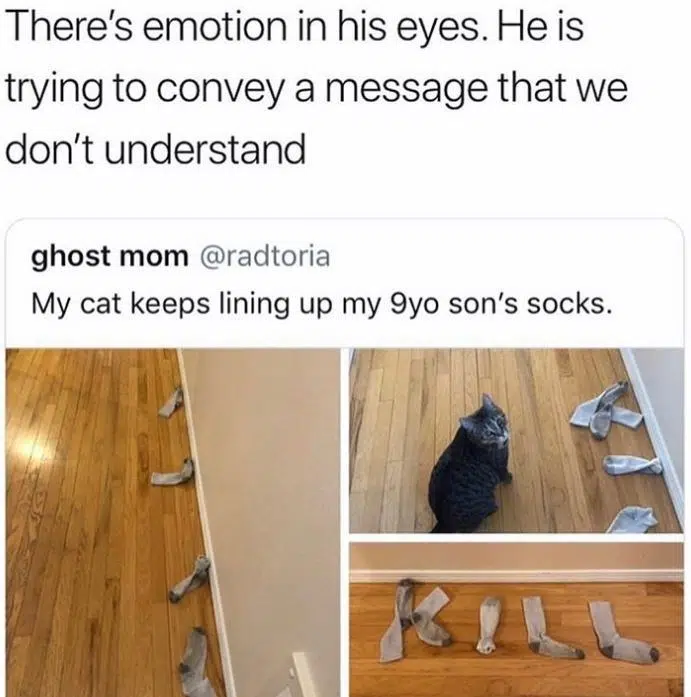 There's emotion in his eyes. He is
trying to convey a message that we
don't understand
ghost mom @radtoria
My cat keeps lining up my 9yo son's socks.
KILL